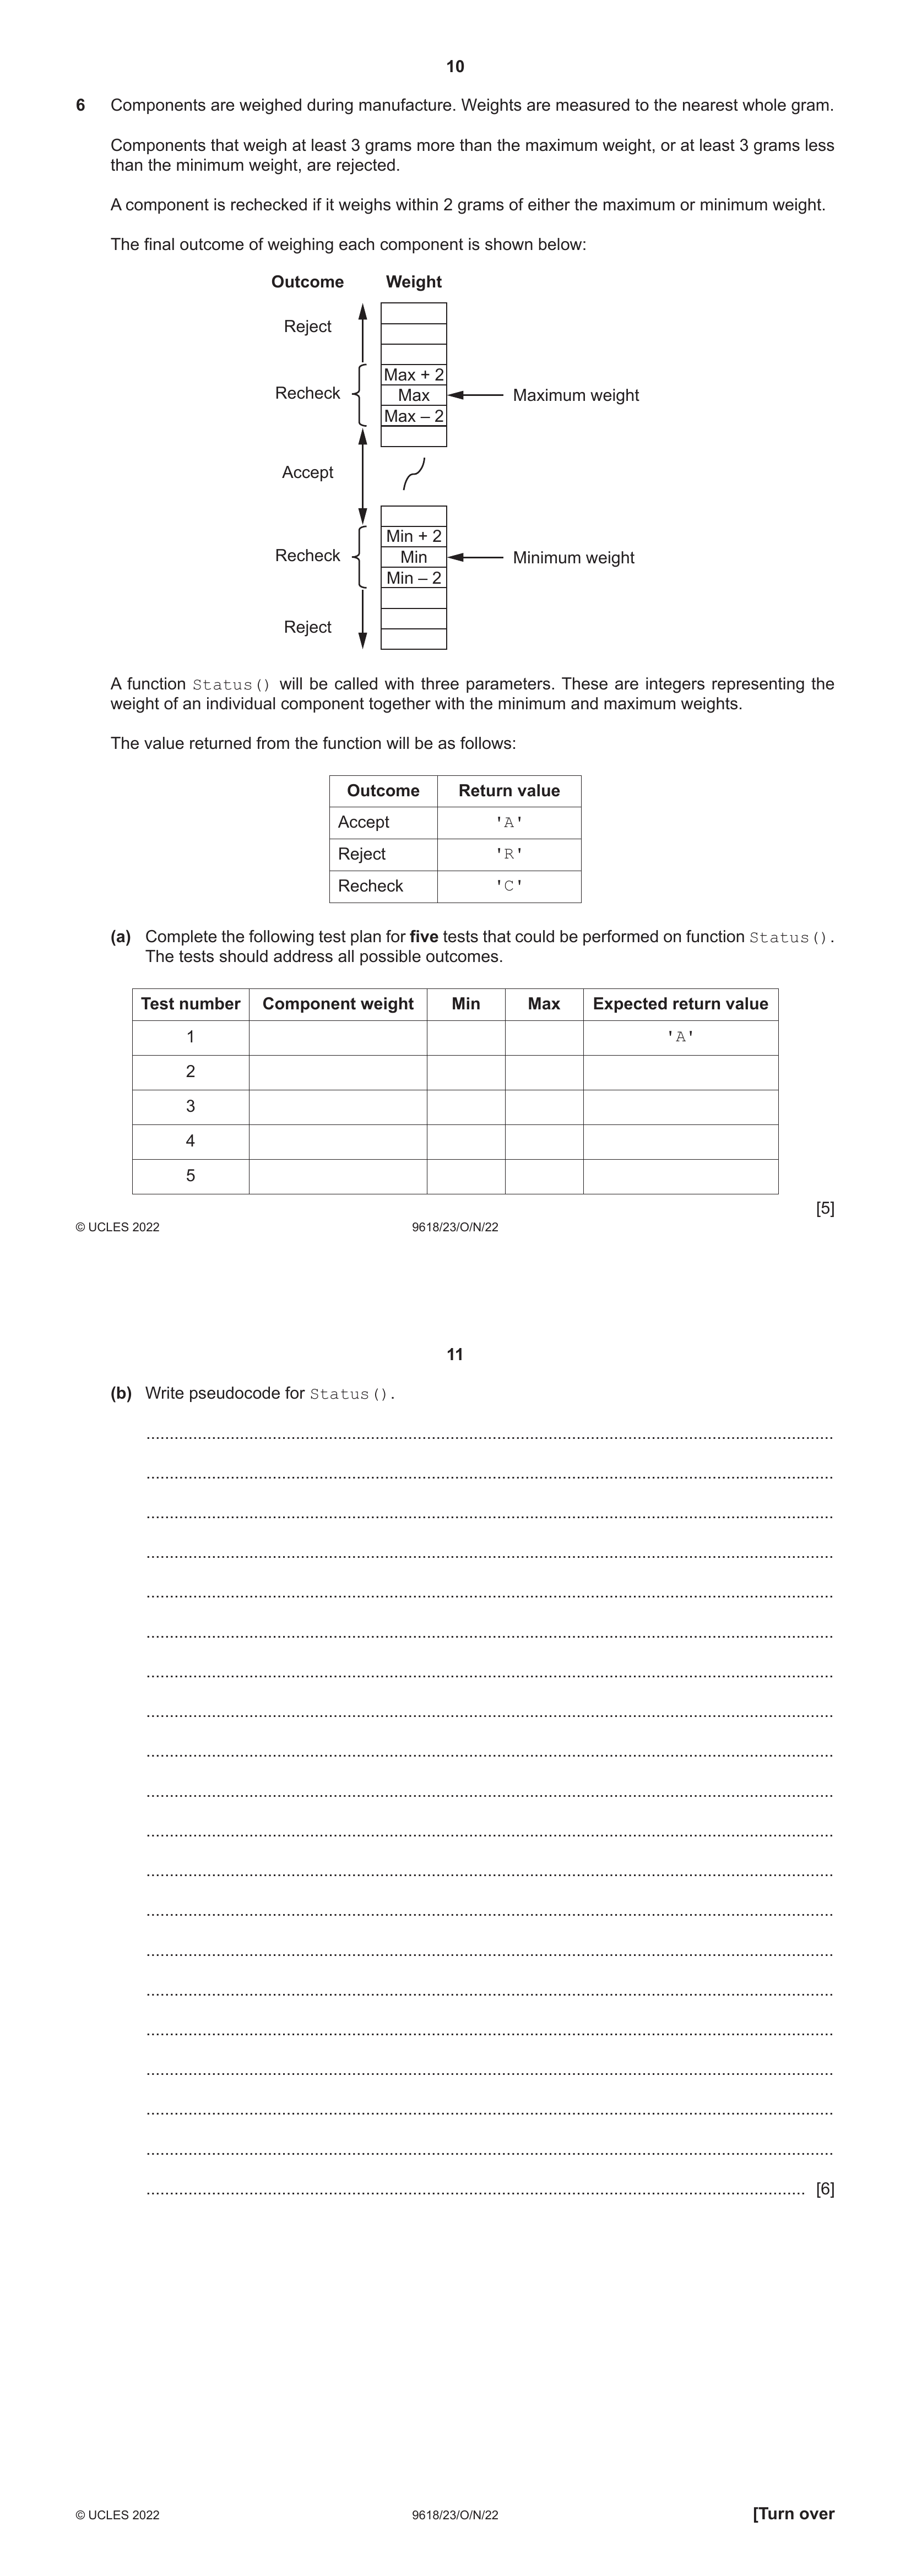 10
6 Components are weighed during manufacture. Weights are measured to the nearest whole gram.
Components that weigh at least 3 grams more than the maximum weight, or at least 3 grams less
than the minimum weight, are rejected.
A component is rechecked if it weighs within 2 grams of either the maximum or minimum weight.
The final outcome of weighing each component is shown below:
Outcome Weight
Reject
Max + 2
Recheck Max Maximum weight
Max – 2
Accept
Min + 2
Recheck Min Minimum weight
Min – 2
Reject
A function Status() will be called with three parameters. These are integers representing the
weight of an individual component together with the minimum and maximum weights.
The value returned from the function will be as follows:
Outcome Return value
Accept 'A'
Reject 'R'
Recheck 'C'
(a) Complete the following test plan for five tests that could be performed on function Status().
The tests should address all possible outcomes.
Test number Component weight Min Max Expected return value
1 'A'
2
3
4
5
[5]
© UCLES 2022 9618/23/O/N/22
11
(b) Write pseudocode for Status().
[6]
© UCLES 2022 9618/23/O/N/22 [Turn over